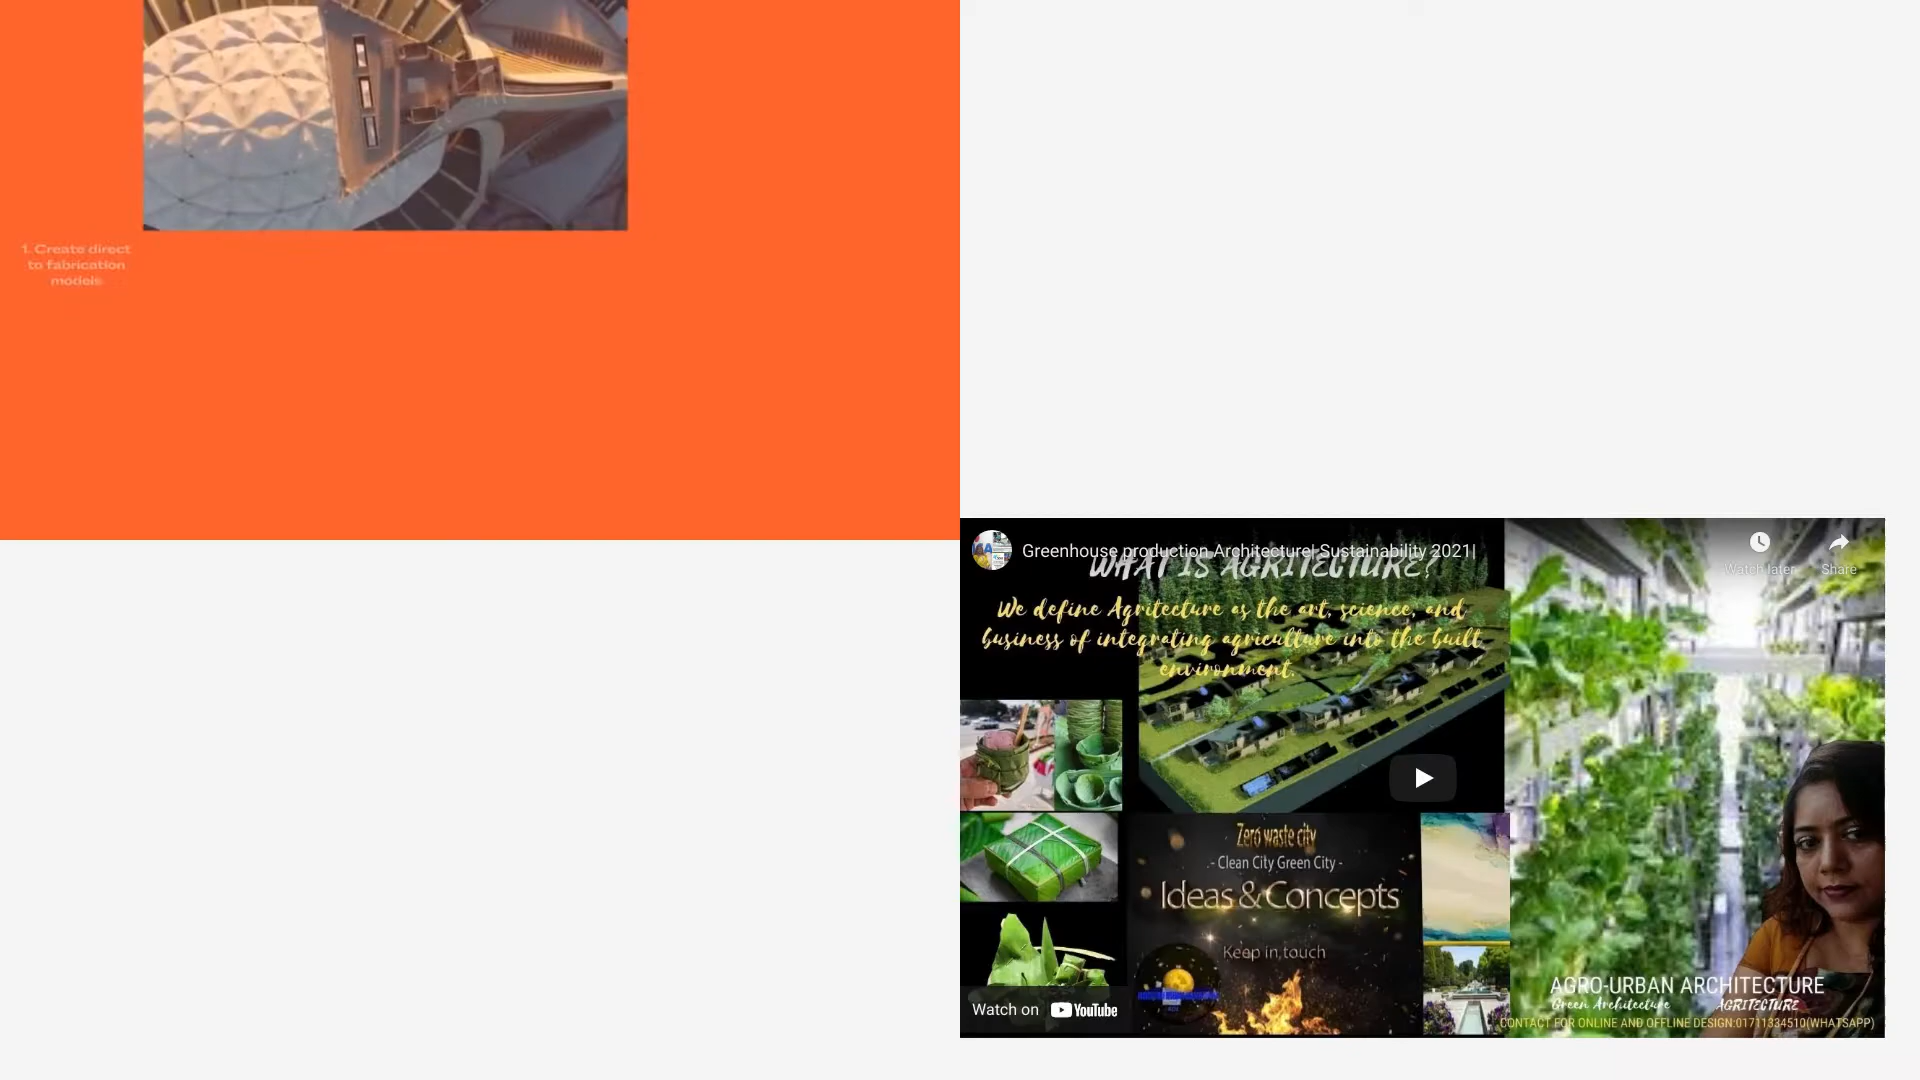 1. Create direct
to fabrication
models
Greenhouse production Architecture| Sustainability 2021|
WHAT IS AGRITECTURE?
We define Agritecture as the art, science, and
business of integrating agriculture into the built
environment.
Watch later
Share
Zero waste city
- Clean City Green City -
Ideas & Concepts
Keep in touch
Watch on YouTube
AGRO-URBAN ARCHITECTURE
Green Architecture AGRITECTURE
CONTACT FOR ONLINE AND OFFLINE DESIGN:01711334510(WHATSAPP)